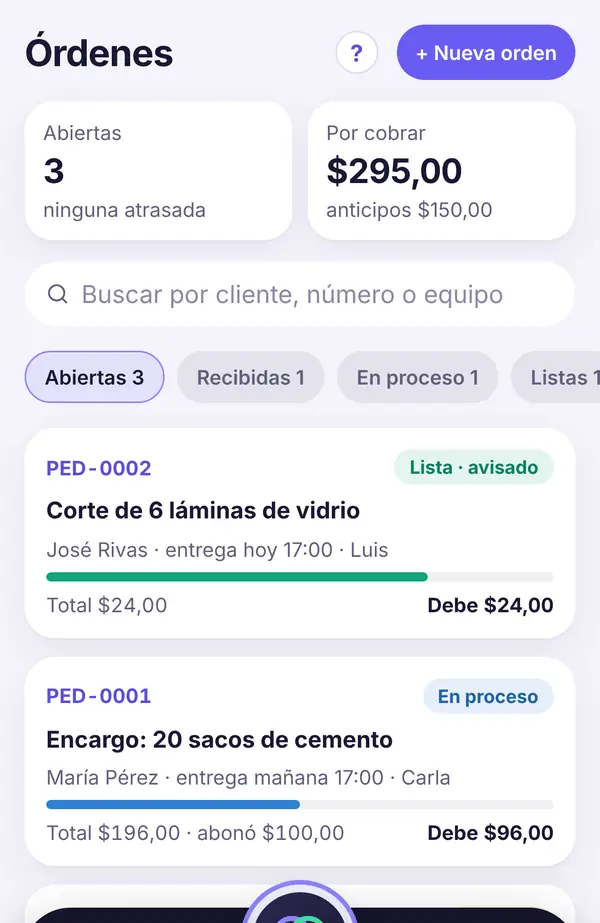 Órdenes
?
+ Nueva orden
Abiertas
3
ninguna atrasada
Por cobrar
$295,00
anticipos $150,00
Buscar por cliente, número o equipo
Abiertas 3
Recibidas 1
En proceso 1
Listas 1
PED-0002
Lista · avisado
Corte de 6 láminas de vidrio
José Rivas · entrega hoy 17:00 · Luis
Total $24,00
Debe $24,00
PED-0001
En proceso
Encargo: 20 sacos de cemento
María Pérez · entrega mañana 17:00 · Carla
Total $196,00 · abonó $100,00
Debe $96,00